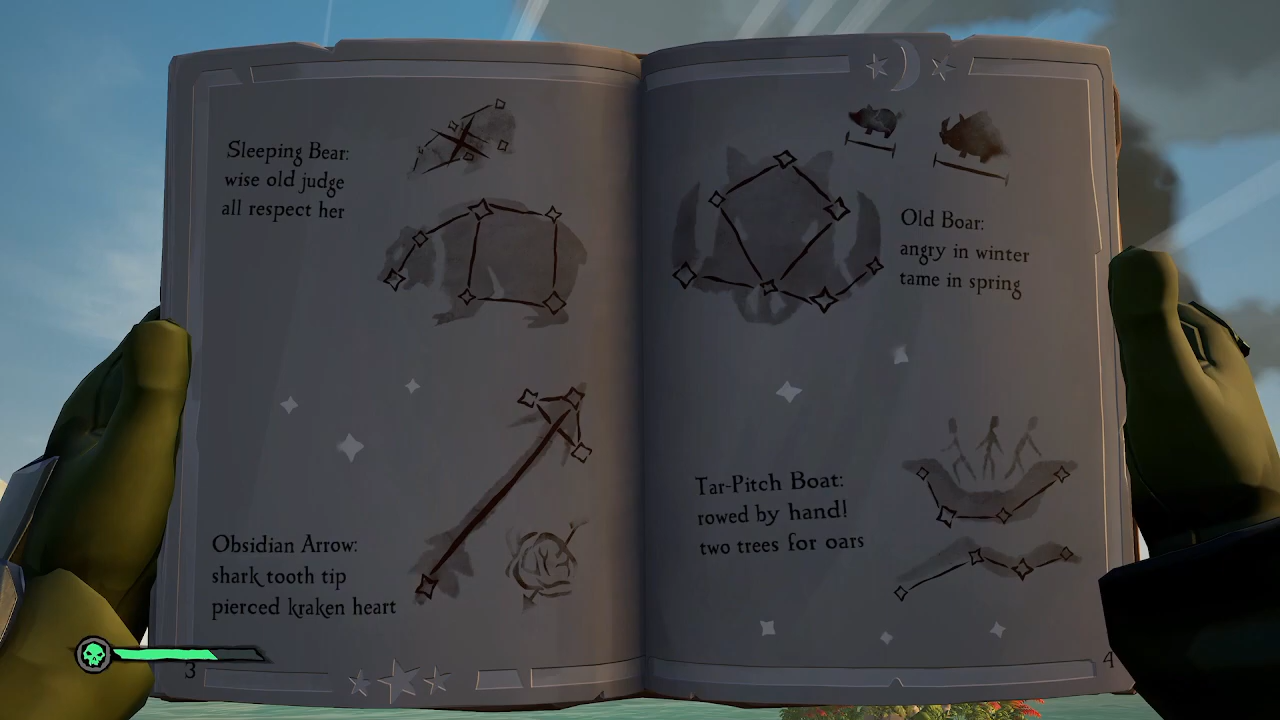 Sleeping Bear:
wise old judge
all respect her
Obsidian Arrow:
shark tooth tip
pierced kraken heart
3
Old Boar:
angry in winter
tame in spring
Tar-Pitch Boat:
rowed by hand!
two trees for oars
4